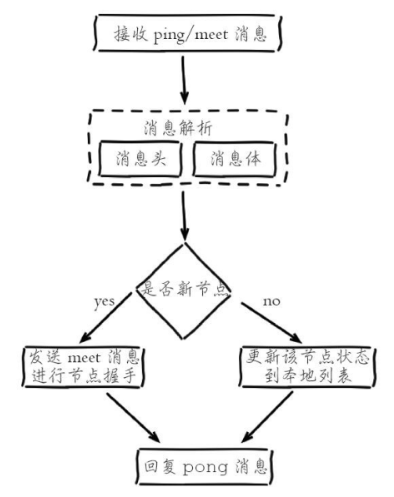 接收 ping/meet 消息
消息解析
消息头
消息体
是否新节点
yes
no
发送 meet 消息
进行节点握手
更新该节点状态
到本地列表
回复 pong 消息